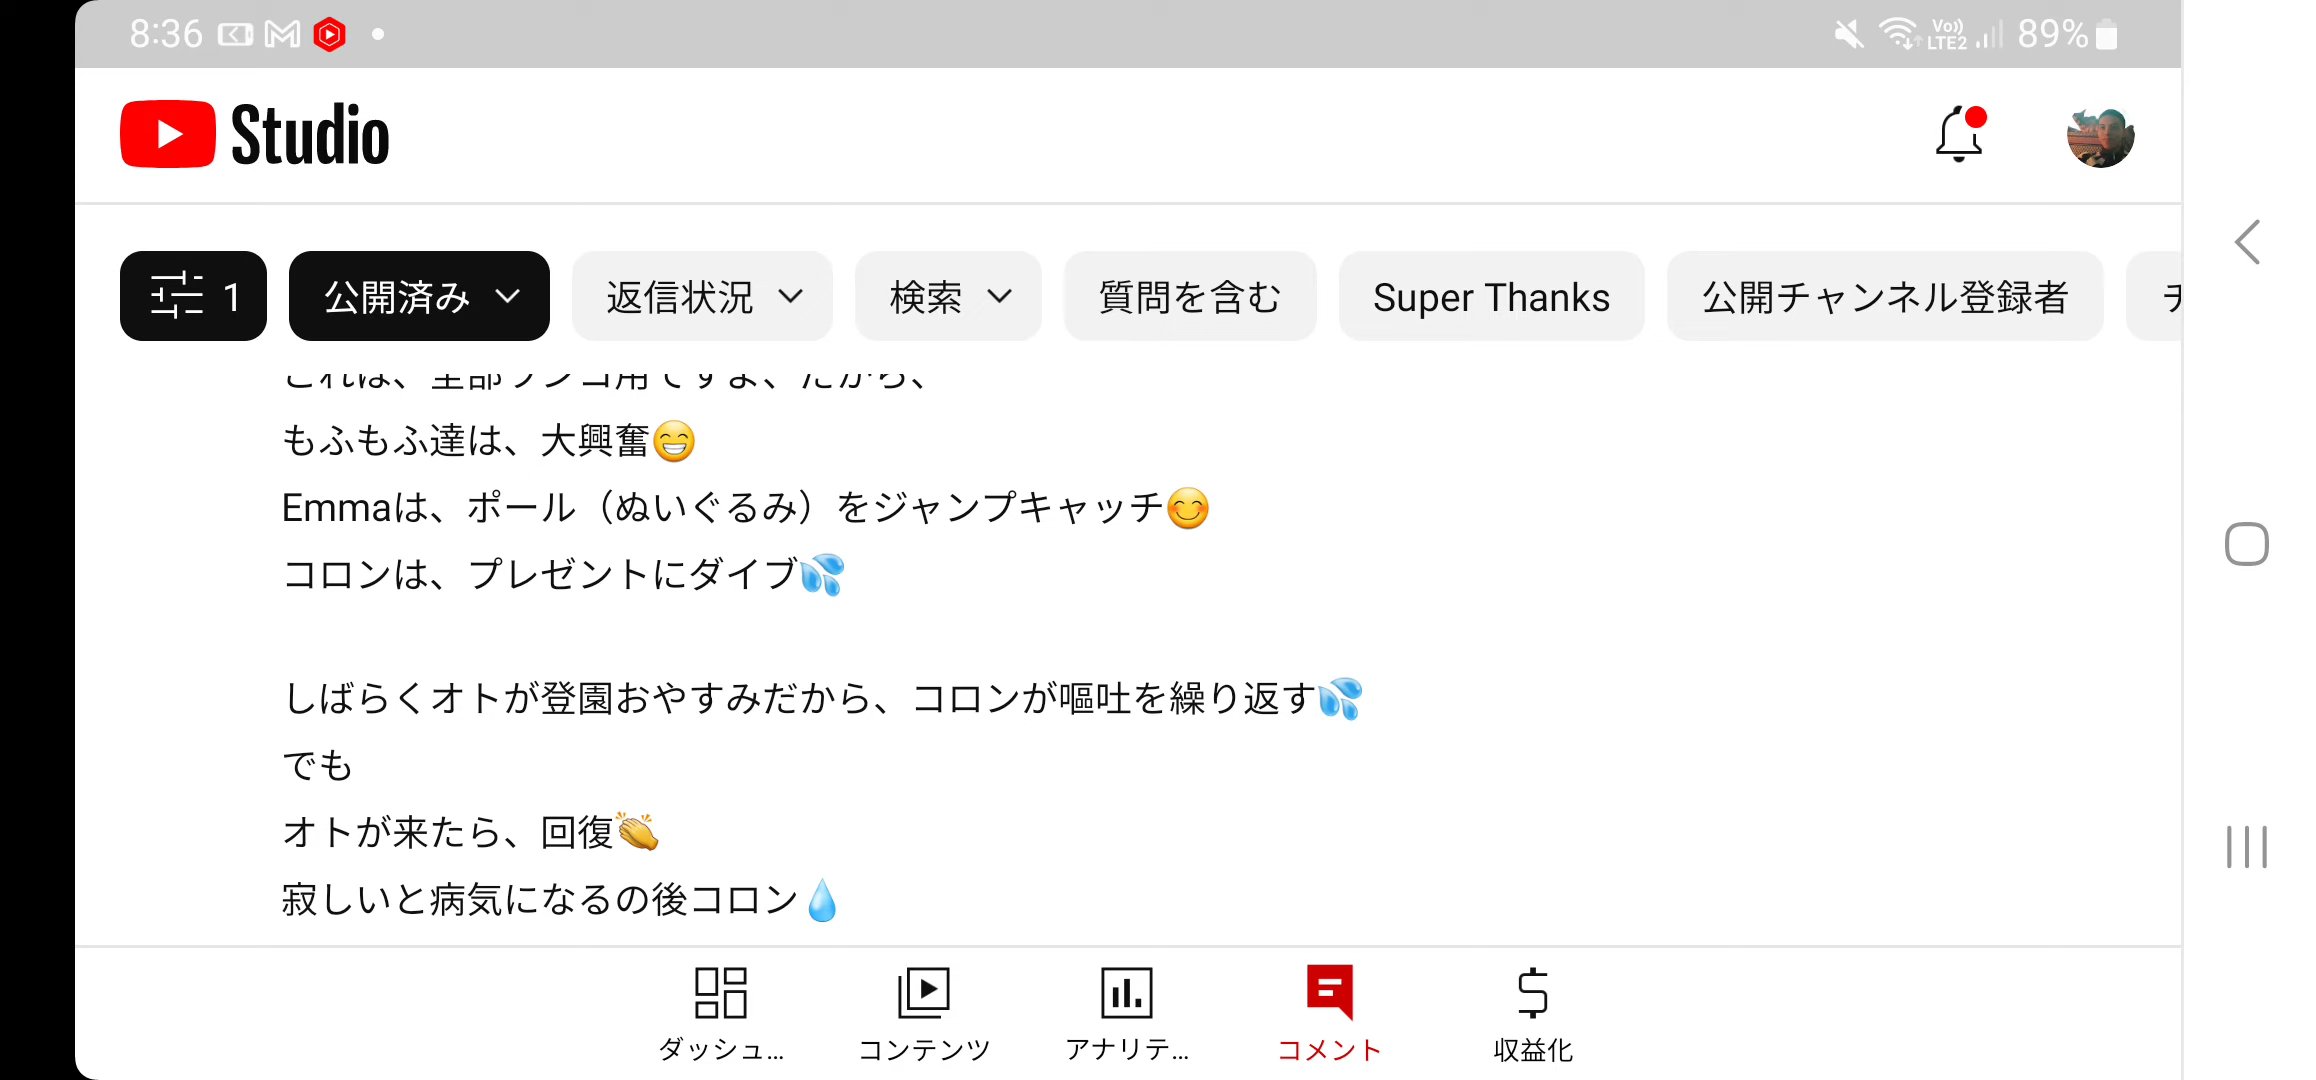 8:36
Vo))
LTE2
89%
Studio
1
公開済み
返信状況
検索
質問を含む
Super Thanks
公開チャンネル登録者
もふもふ達は、大興奮😁
Emmaは、ポール（ぬいぐるみ）をジャンプキャッチ😊
コロンは、プレゼントにダイブ💦
しばらくオトが登園おやすみだから、コロンが嘔吐を繰り返す💦
でも
オトが来たら、回復👏
寂しいと病気になるの後コロン💧
ダッシュ...
コンテンツ
アナリテ...
コメント
収益化